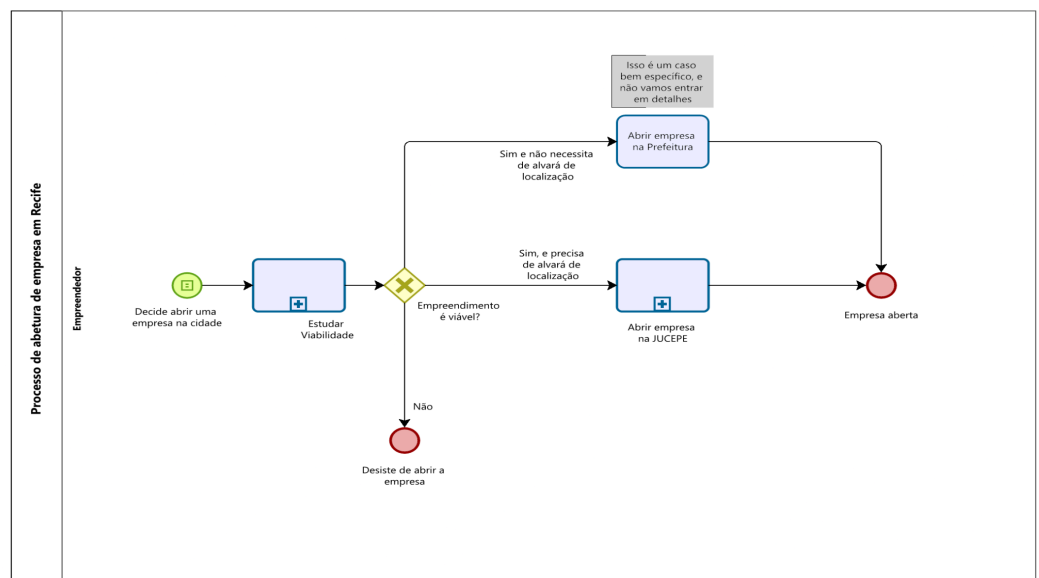 Processo de abetura de empresa em Recife
Empreendedor
Decide abrir uma
empresa na cidade
Estudar
Viabilidade
Empreendimento
é viável?
Sim e não necessita
de alvará de
localização
Isso é um caso
bem específico, e
não vamos entrar
em detalhes
Abrir empresa
na Prefeitura
Sim, e precisa
de alvará de
localização
Abrir empresa
na JUCEPE
Empresa aberta
Não
Desiste de abrir a
empresa